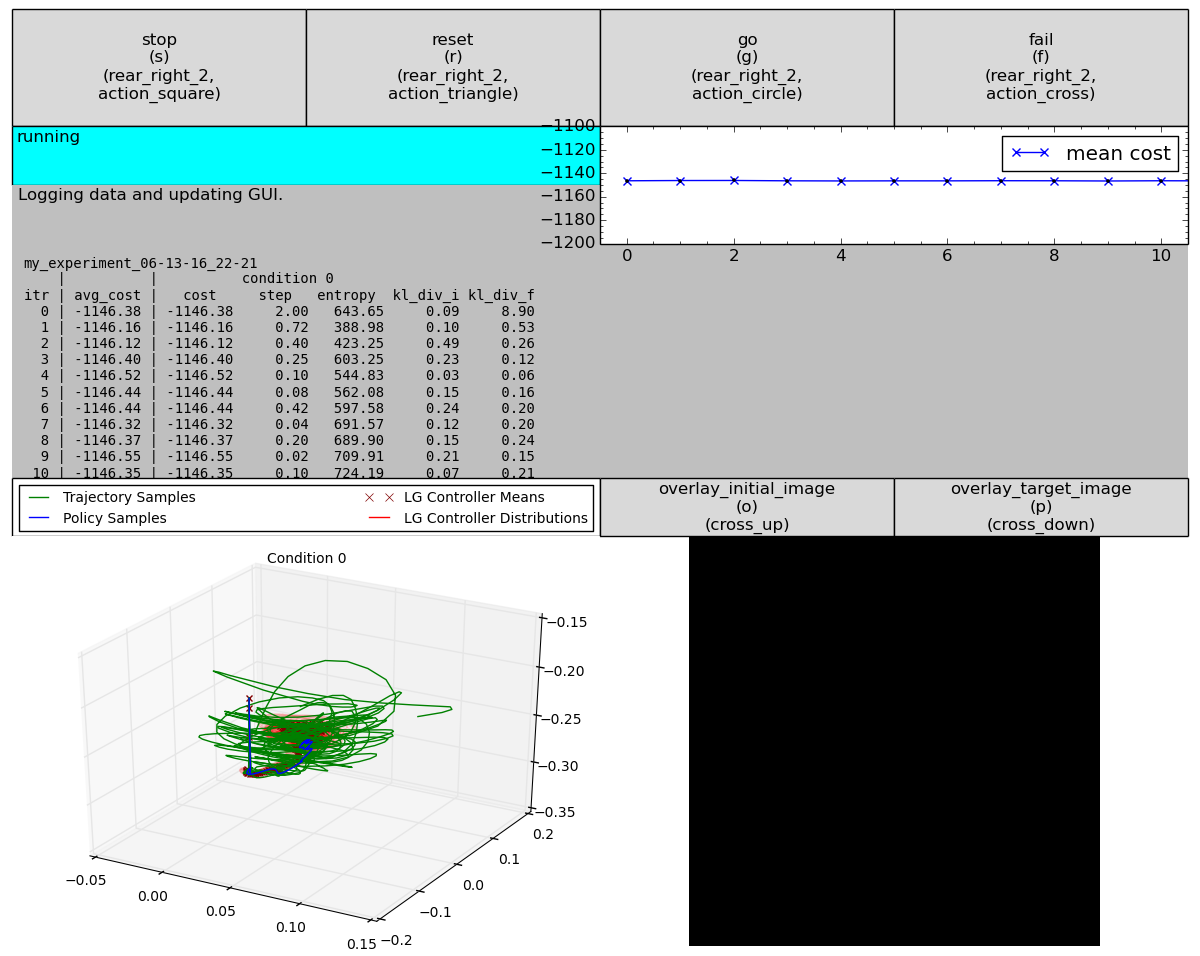 stop
(s)
(rear_right_2,
action_square)
reset
(r)
(rear_right_2,
action_triangle)
go
(g)
(rear_right_2,
action_circle)
fail
(f)
(rear_right_2,
action_cross)
running
Logging data and updating GUI.
−1100
−1120
−1140
−1160
−1180
−1200
mean cost
0 2 4 6 8 10
my_experiment_06-13-16_22-21
| | condition 0
itr | avg_cost | cost step entropy kl_div_i kl_div_f
0 | -1146.38 | -1146.38 2.00 643.65 0.09 8.90
1 | -1146.16 | -1146.16 0.72 388.98 0.10 0.53
2 | -1146.12 | -1146.12 0.40 423.25 0.49 0.26
3 | -1146.40 | -1146.40 0.25 603.25 0.23 0.12
4 | -1146.52 | -1146.52 0.10 544.83 0.03 0.06
5 | -1146.44 | -1146.44 0.08 562.08 0.15 0.16
6 | -1146.44 | -1146.44 0.42 597.58 0.24 0.20
7 | -1146.32 | -1146.32 0.04 691.57 0.12 0.20
8 | -1146.37 | -1146.37 0.20 689.90 0.15 0.24
9 | -1146.55 | -1146.55 0.02 709.91 0.21 0.15
10 | -1146.35 | -1146.35 0.10 724.19 0.07 0.21
Trajectory Samples
Policy Samples
LG Controller Means
LG Controller Distributions
overlay_initial_image
(o)
(cross_up)
overlay_target_image
(p)
(cross_down)
Condition 0
−0.15
−0.20
−0.25
−0.30
−0.35
0.2
0.1
0.0
−0.1
−0.2
−0.05
0.00
0.05
0.10
0.15